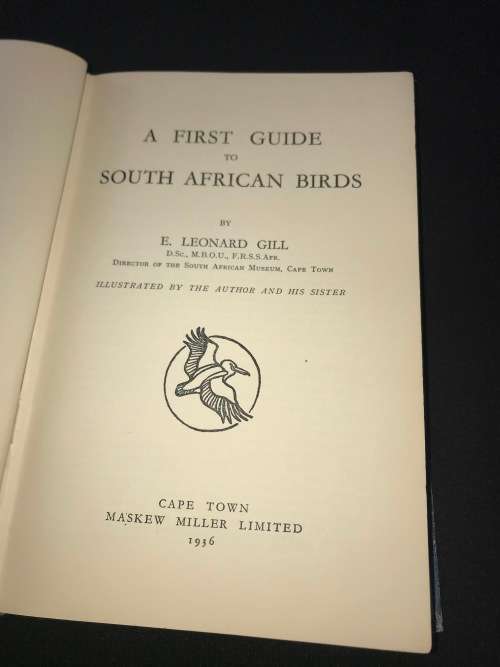 A FIRST GUIDE
TO
SOUTH AFRICAN BIRDS
BY
E. LEONARD GILL
D.Sc., M.B.O.U., F.R.S.S.Afr.
Director of the South African Museum, Cape Town
ILLUSTRATED BY THE AUTHOR AND HIS SISTER
CAPE TOWN
MASKEW MILLER LIMITED
1936